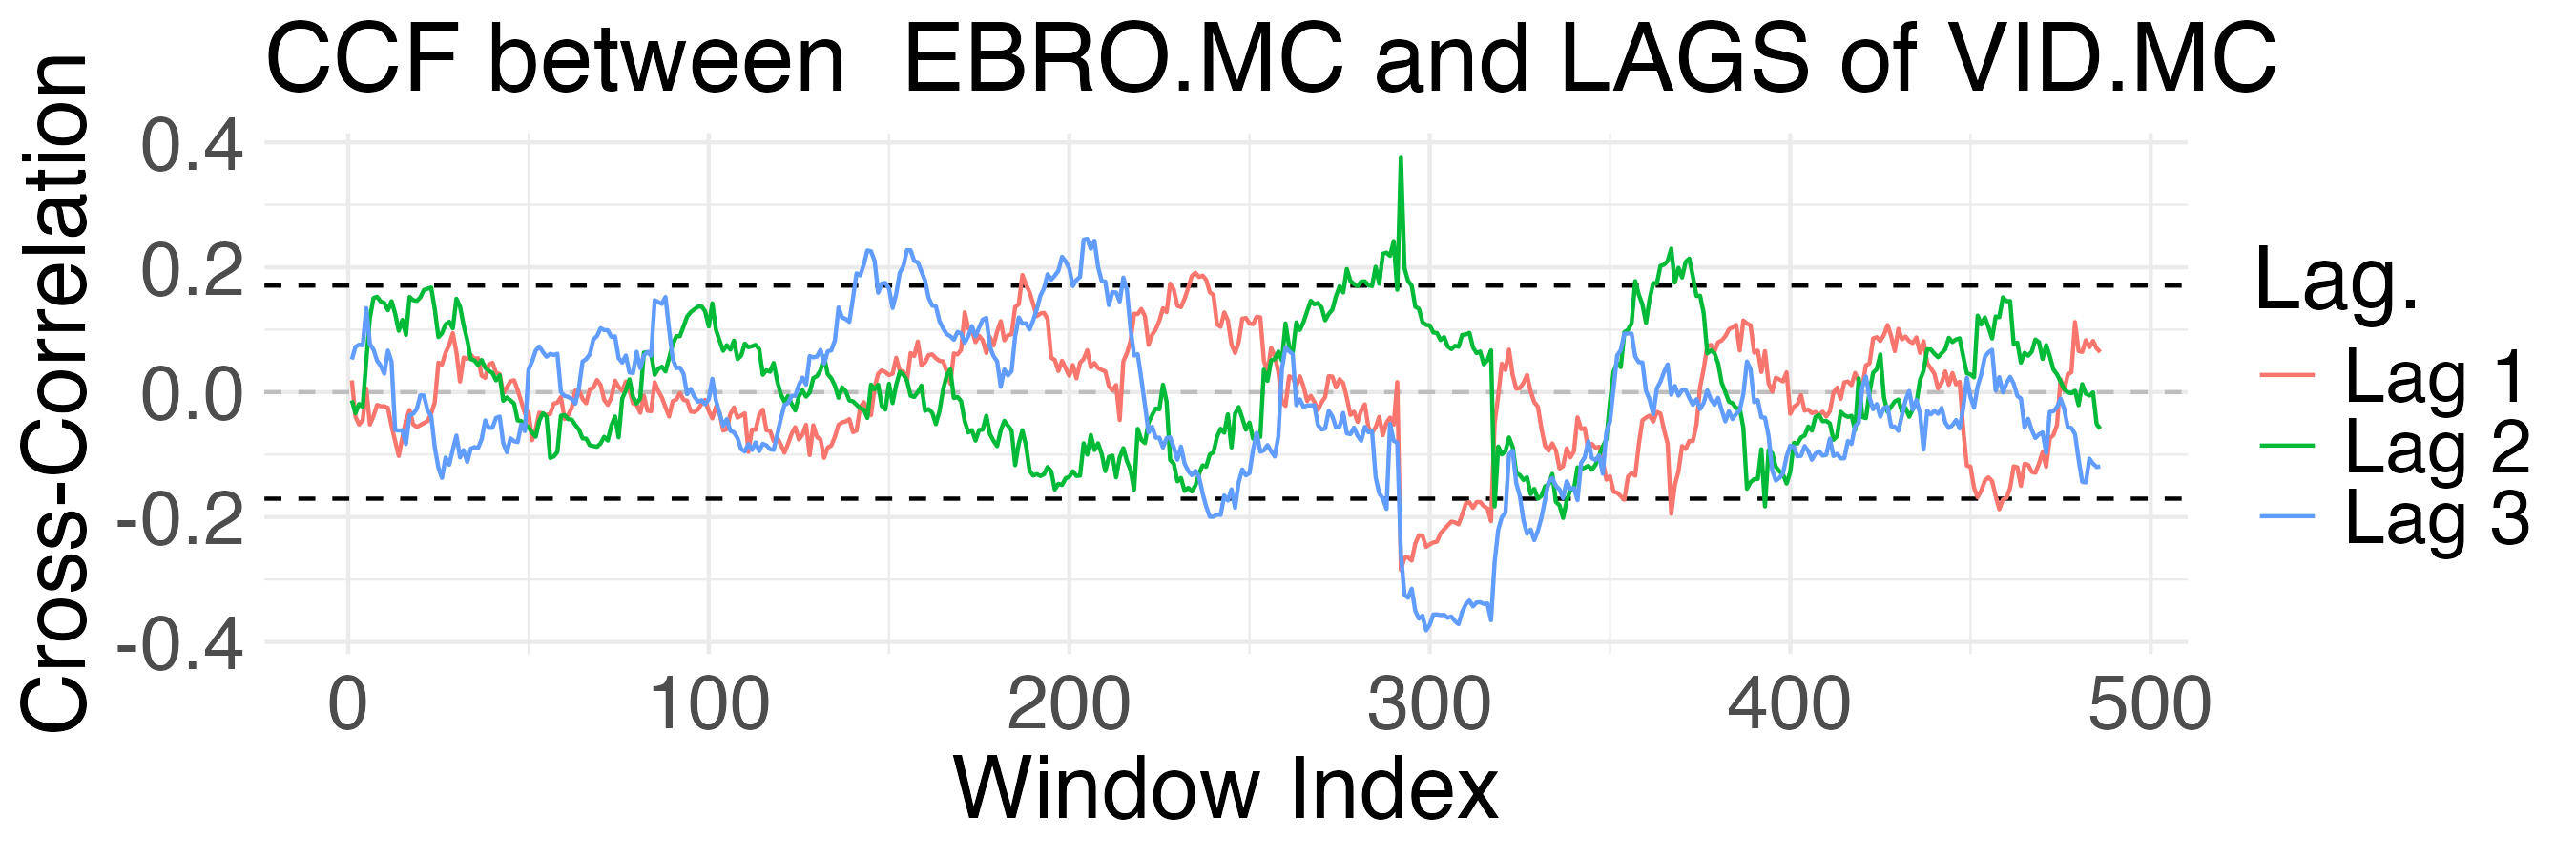 CCF between  EBRO.MC and LAGS of VID.MC
Cross-Correlation
0.4
0.2
0.0
-0.2
-0.4
0 100 200 300 400 500
Window Index
Lag.
Lag 1
Lag 2
Lag 3